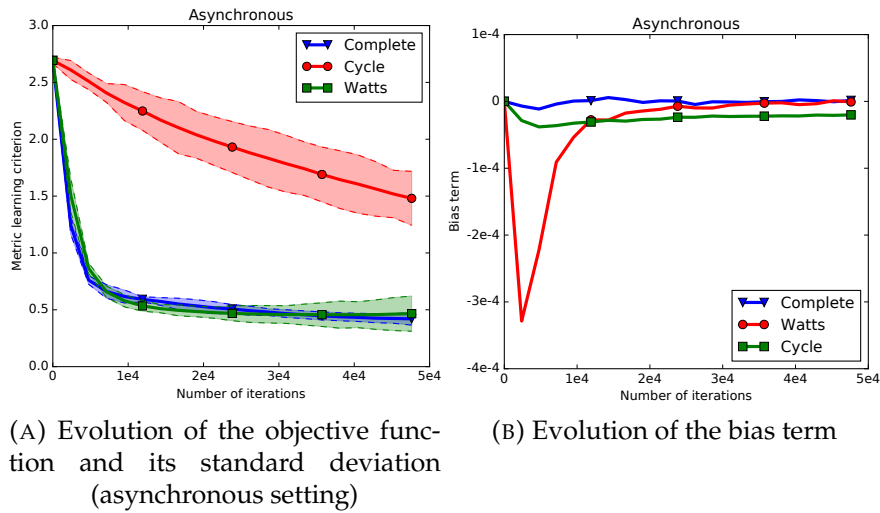 Asynchronous
3.0
2.5
2.0
1.5
1.0
0.5
0.0
Metric learning criterion
Complete
Cycle
Watts
0
1e4
2e4
3e4
4e4
5e4
Number of iterations
(A) Evolution of the objective func-
tion and its standard deviation
(asynchronous setting)
Asynchronous
1e-4
0
-1e-4
-2e-4
-3e-4
-4e-4
Bias term
Complete
Watts
Cycle
0
1e4
2e4
3e4
4e4
5e4
Number of iterations
(B) Evolution of the bias term